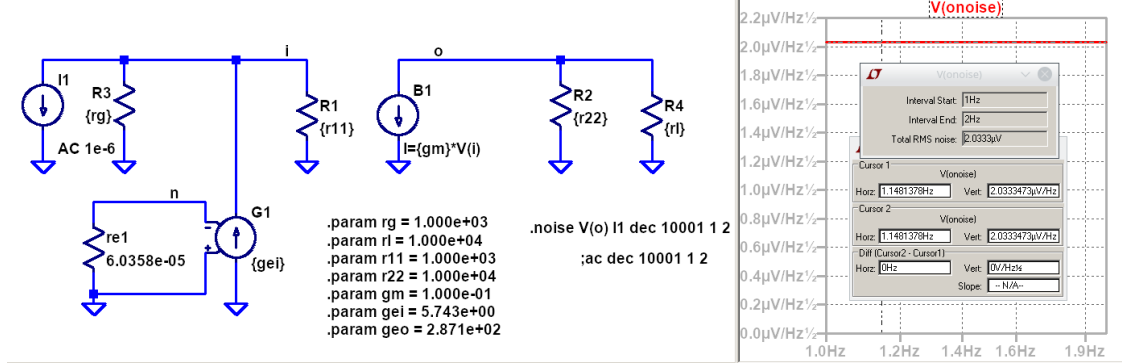 I1
R3
{rg}
AC 1e-6
i
R1
{r11}
o
B1
I={gm}*V(i)
R2
{r22}
R4
{rl}
n
re1
6.0358e-05
-
+
G1
{gei}
.param rg = 1.000e+03
.param rl = 1.000e+04
.param r11 = 1.000e+03
.param r22 = 1.000e+04
.param gm = 1.000e-01
.param gei = 5.743e+00
.param geo = 2.871e+02
.noise V(o) I1 dec 10001 1 2
;ac dec 10001 1 2
V(onoise)
2.2µV/Hz½
2.0µV/Hz½
1.8µV/Hz½
1.6µV/Hz½
1.4µV/Hz½
1.2µV/Hz½
1.0µV/Hz½
0.8µV/Hz½
0.6µV/Hz½
0.4µV/Hz½
0.2µV/Hz½
0.0µV/Hz½
1.0Hz 1.2Hz 1.4Hz 1.6Hz 1.9Hz
V(onoise)
Interval Start: 1Hz
Interval End: 2Hz
Total RMS noise: 2.0333µV
Cursor 1
V(onoise)
Horz: 1.1481378Hz Vert: 2.0333473µV/Hz
Cursor 2
V(onoise)
Horz: 1.1481378Hz Vert: 2.0333473µV/Hz
Diff (Cursor2 - Cursor1)
Horz: 0Hz Vert: 0V/Hz½
Slope: -- N/A--